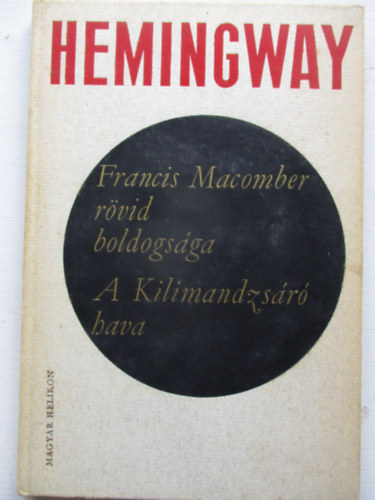 HEMINGWAY
Francis Macomber
rövid
boldogsága
A Kilimandzsáró
hava
MAGYAR HELIKON